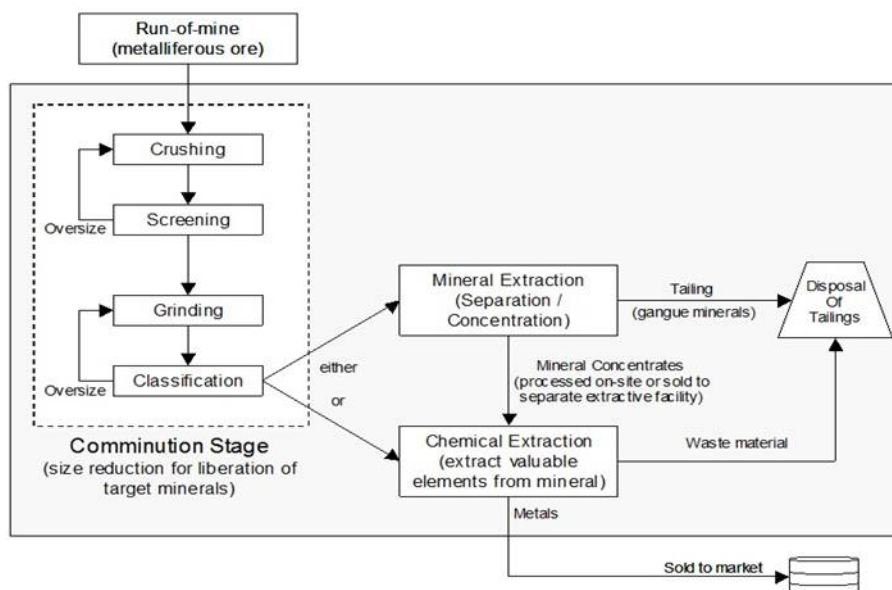 Run-of-mine
(metalliferous ore)
Crushing
Oversize
Screening
Grinding
Oversize
Classification
Comminution Stage
(size reduction for liberation of
target minerals)
either
or
Mineral Extraction
(Separation /
Concentration)
Tailing
(gangue minerals)
Disposal
Of
Tailings
Mineral Concentrates
(processed on-site or sold to
separate extractive facility)
Chemical Extraction
(extract valuable
elements from mineral)
Waste material
Metals
Sold to market